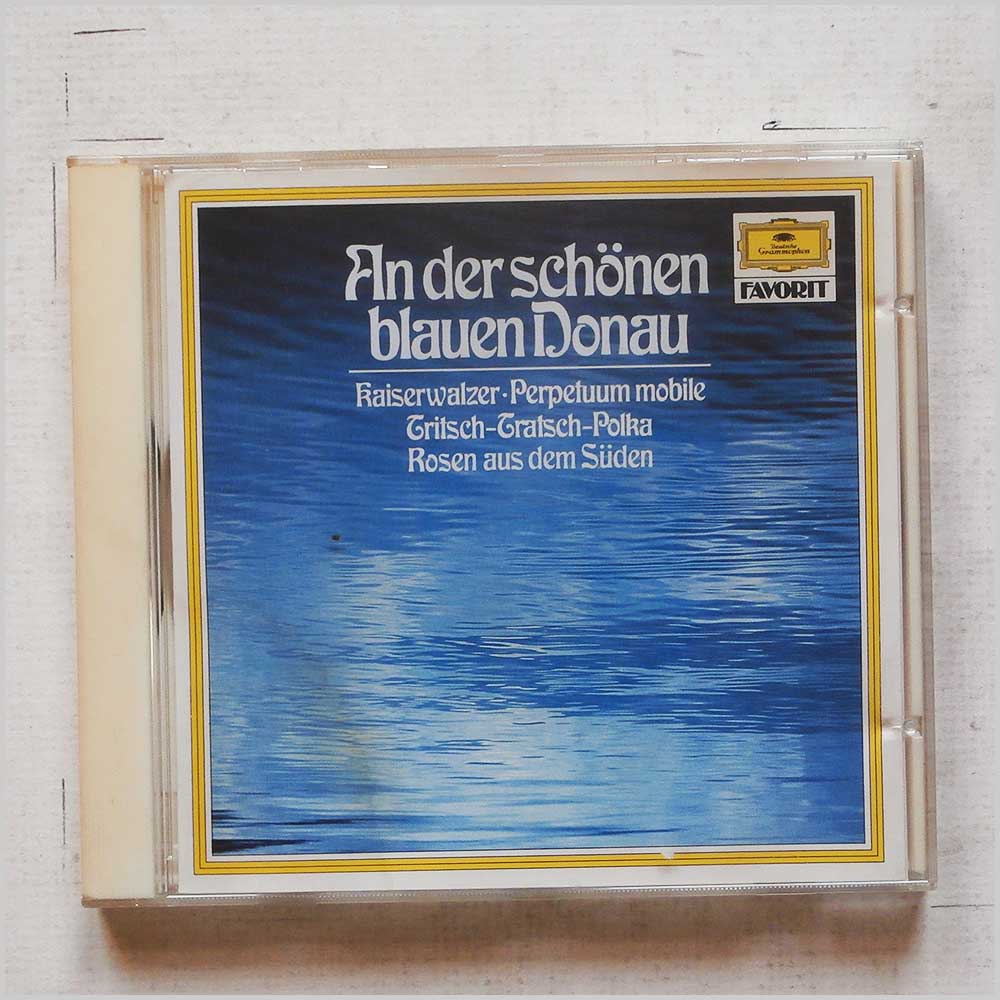 An der schönen
blauen Donau
Kaiserwalzer · Perpetuum mobile
Tritsch-Tratsch-Polka
Rosen aus dem Süden
Deutsche
Grammophon
FAVORIT